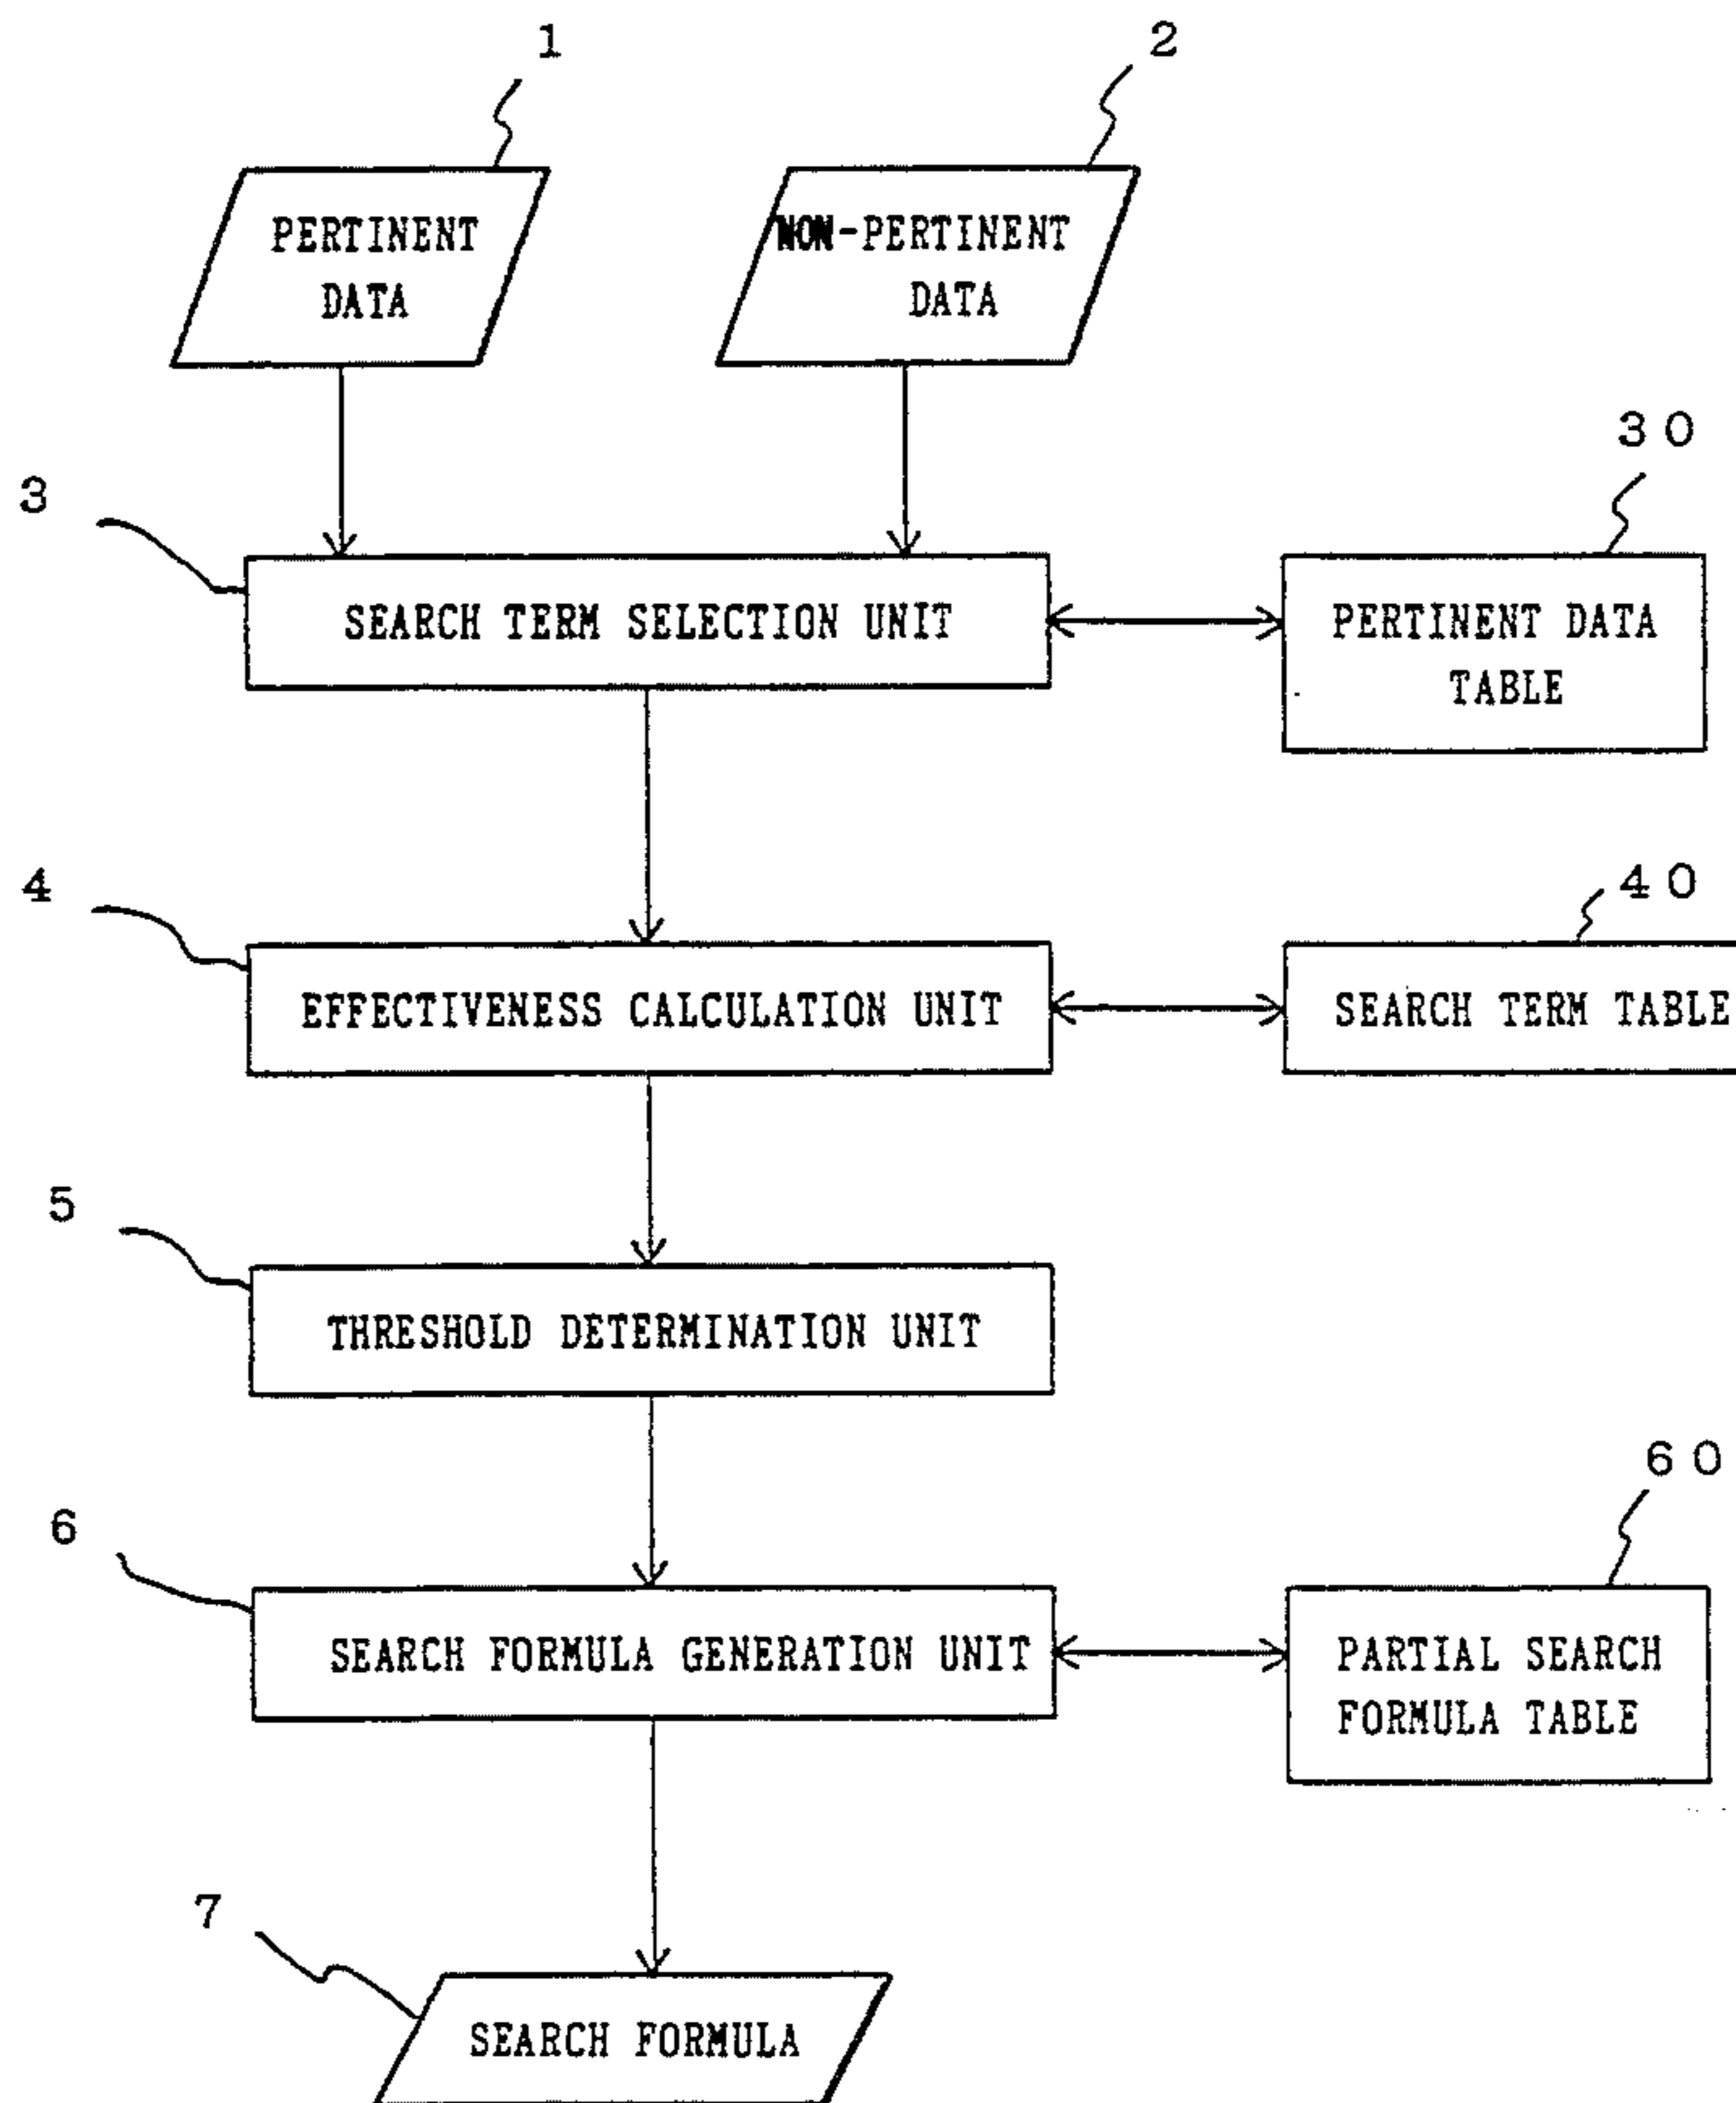 1
2
PERTINENT
DATA
NON-PERTINENT
DATA
30
3
SEARCH TERM SELECTION UNIT
PERTINENT DATA
TABLE
4
40
EFFECTIVENESS CALCULATION UNIT
SEARCH TERM TABLE
5
THRESHOLD DETERMINATION UNIT
60
6
SEARCH FORMULA GENERATION UNIT
PARTIAL SEARCH
FORMULA TABLE
7
SEARCH FORMULA